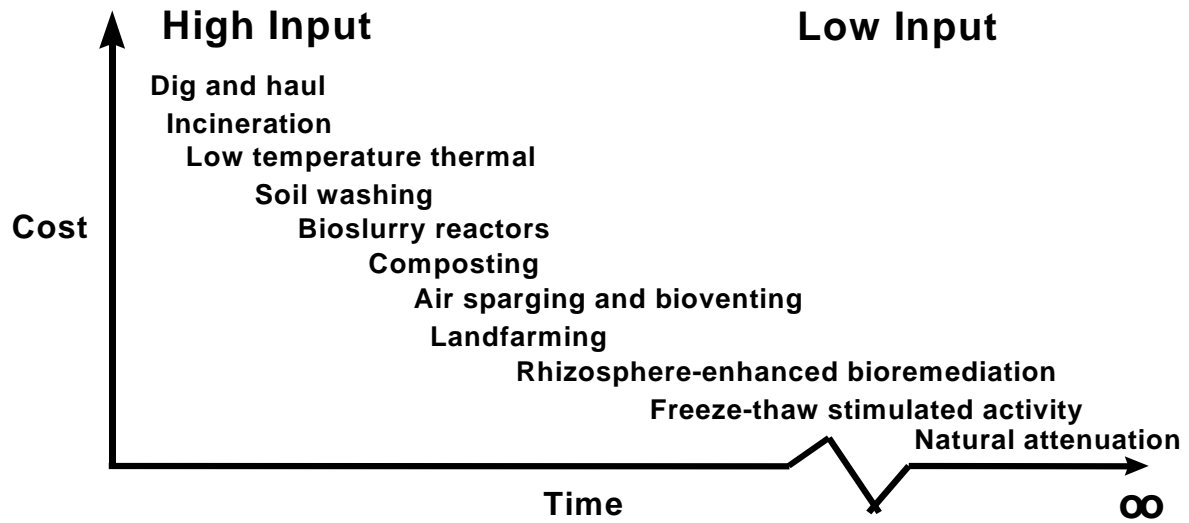 High Input
Low Input
Dig and haul
Incineration
Low temperature thermal
Soil washing
Cost
Bioslurry reactors
Composting
Air sparging and bioventing
Landfarming
Rhizosphere-enhanced bioremediation
Freeze-thaw stimulated activity
Natural attenuation
Time
∞